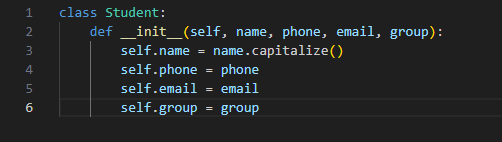 1 class Student:
2     def __init__(self, name, phone, email, group):
3         self.name = name.capitalize()
4         self.phone = phone
5         self.email = email
6         self.group = group